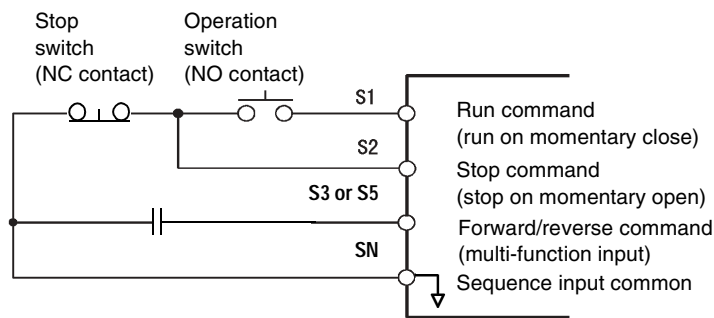 Stop
switch
(NC contact)
Operation
switch
(NO contact)
S1
Run command
(run on momentary close)
S2
Stop command
(stop on momentary open)
S3 or S5
Forward/reverse command
(multi-function input)
SN
Sequence input common